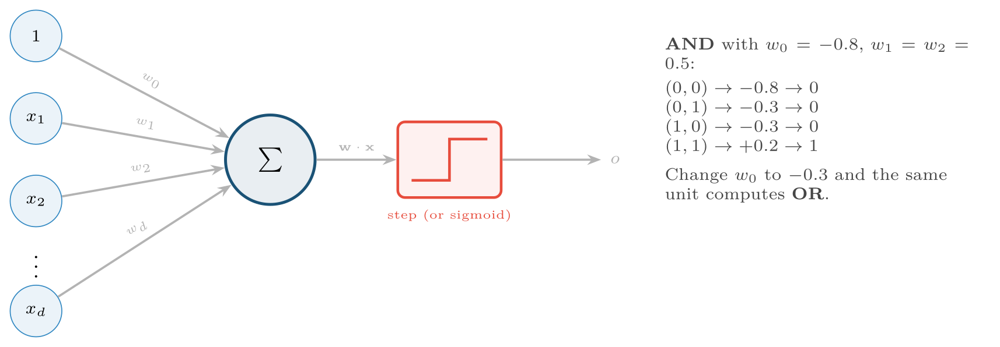 1
w₀
x₁
w₁
x₂
w₂
⋮
x_d
w_d
∑
w · x
step (or sigmoid)
o
AND with w₀ = −0.8, w₁ = w₂ =
0.5:
(0, 0) → −0.8 → 0
(0, 1) → −0.3 → 0
(1, 0) → −0.3 → 0
(1, 1) → +0.2 → 1
Change w₀ to −0.3 and the same
unit computes OR.